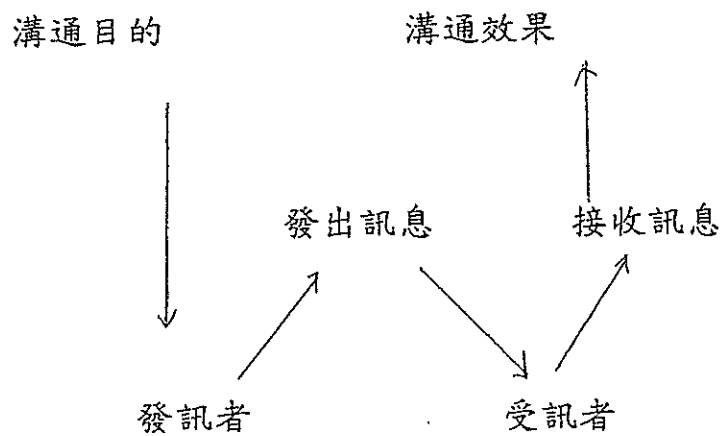 溝通目的
溝通效果
發出訊息
接收訊息
發訊者
受訊者